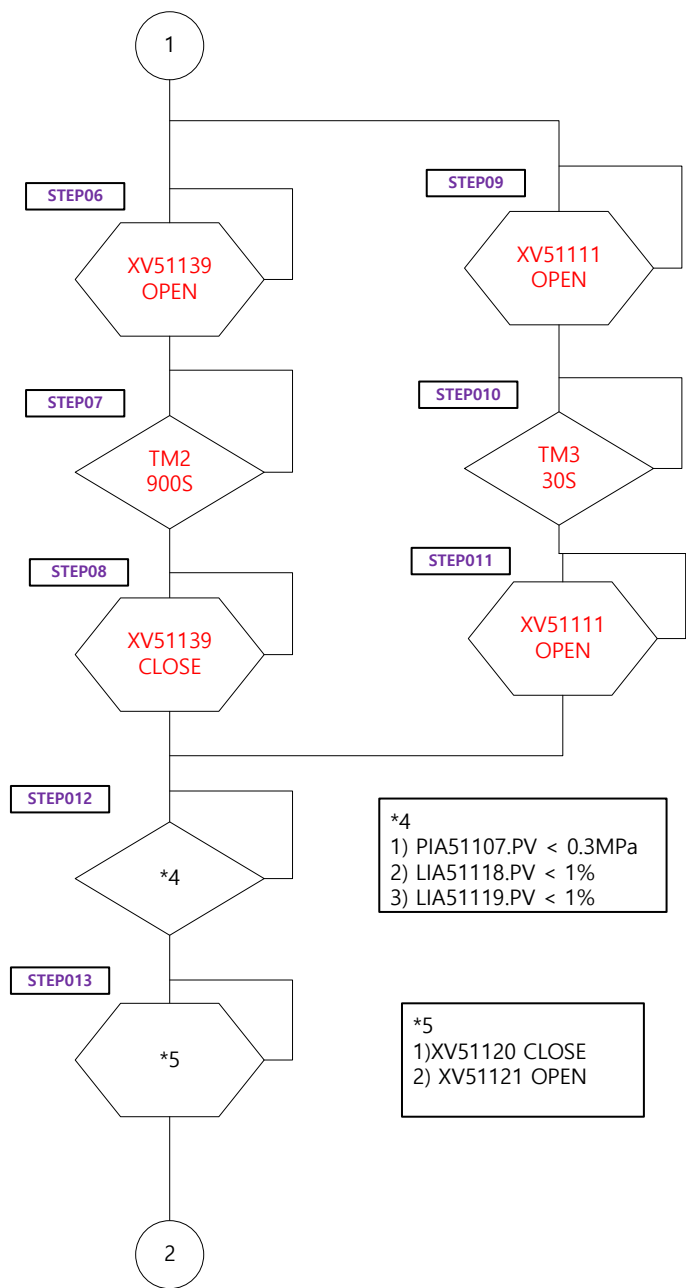 1
STEP06
XV51139
OPEN
STEP07
TM2
900S
STEP08
XV51139
CLOSE
STEP09
XV51111
OPEN
STEP010
TM3
30S
STEP011
XV51111
OPEN
STEP012
*4
*4
1) PIA51107.PV < 0.3MPa
2) LIA51118.PV < 1%
3) LIA51119.PV < 1%
STEP013
*5
*5
1)XV51120 CLOSE
2) XV51121 OPEN
2